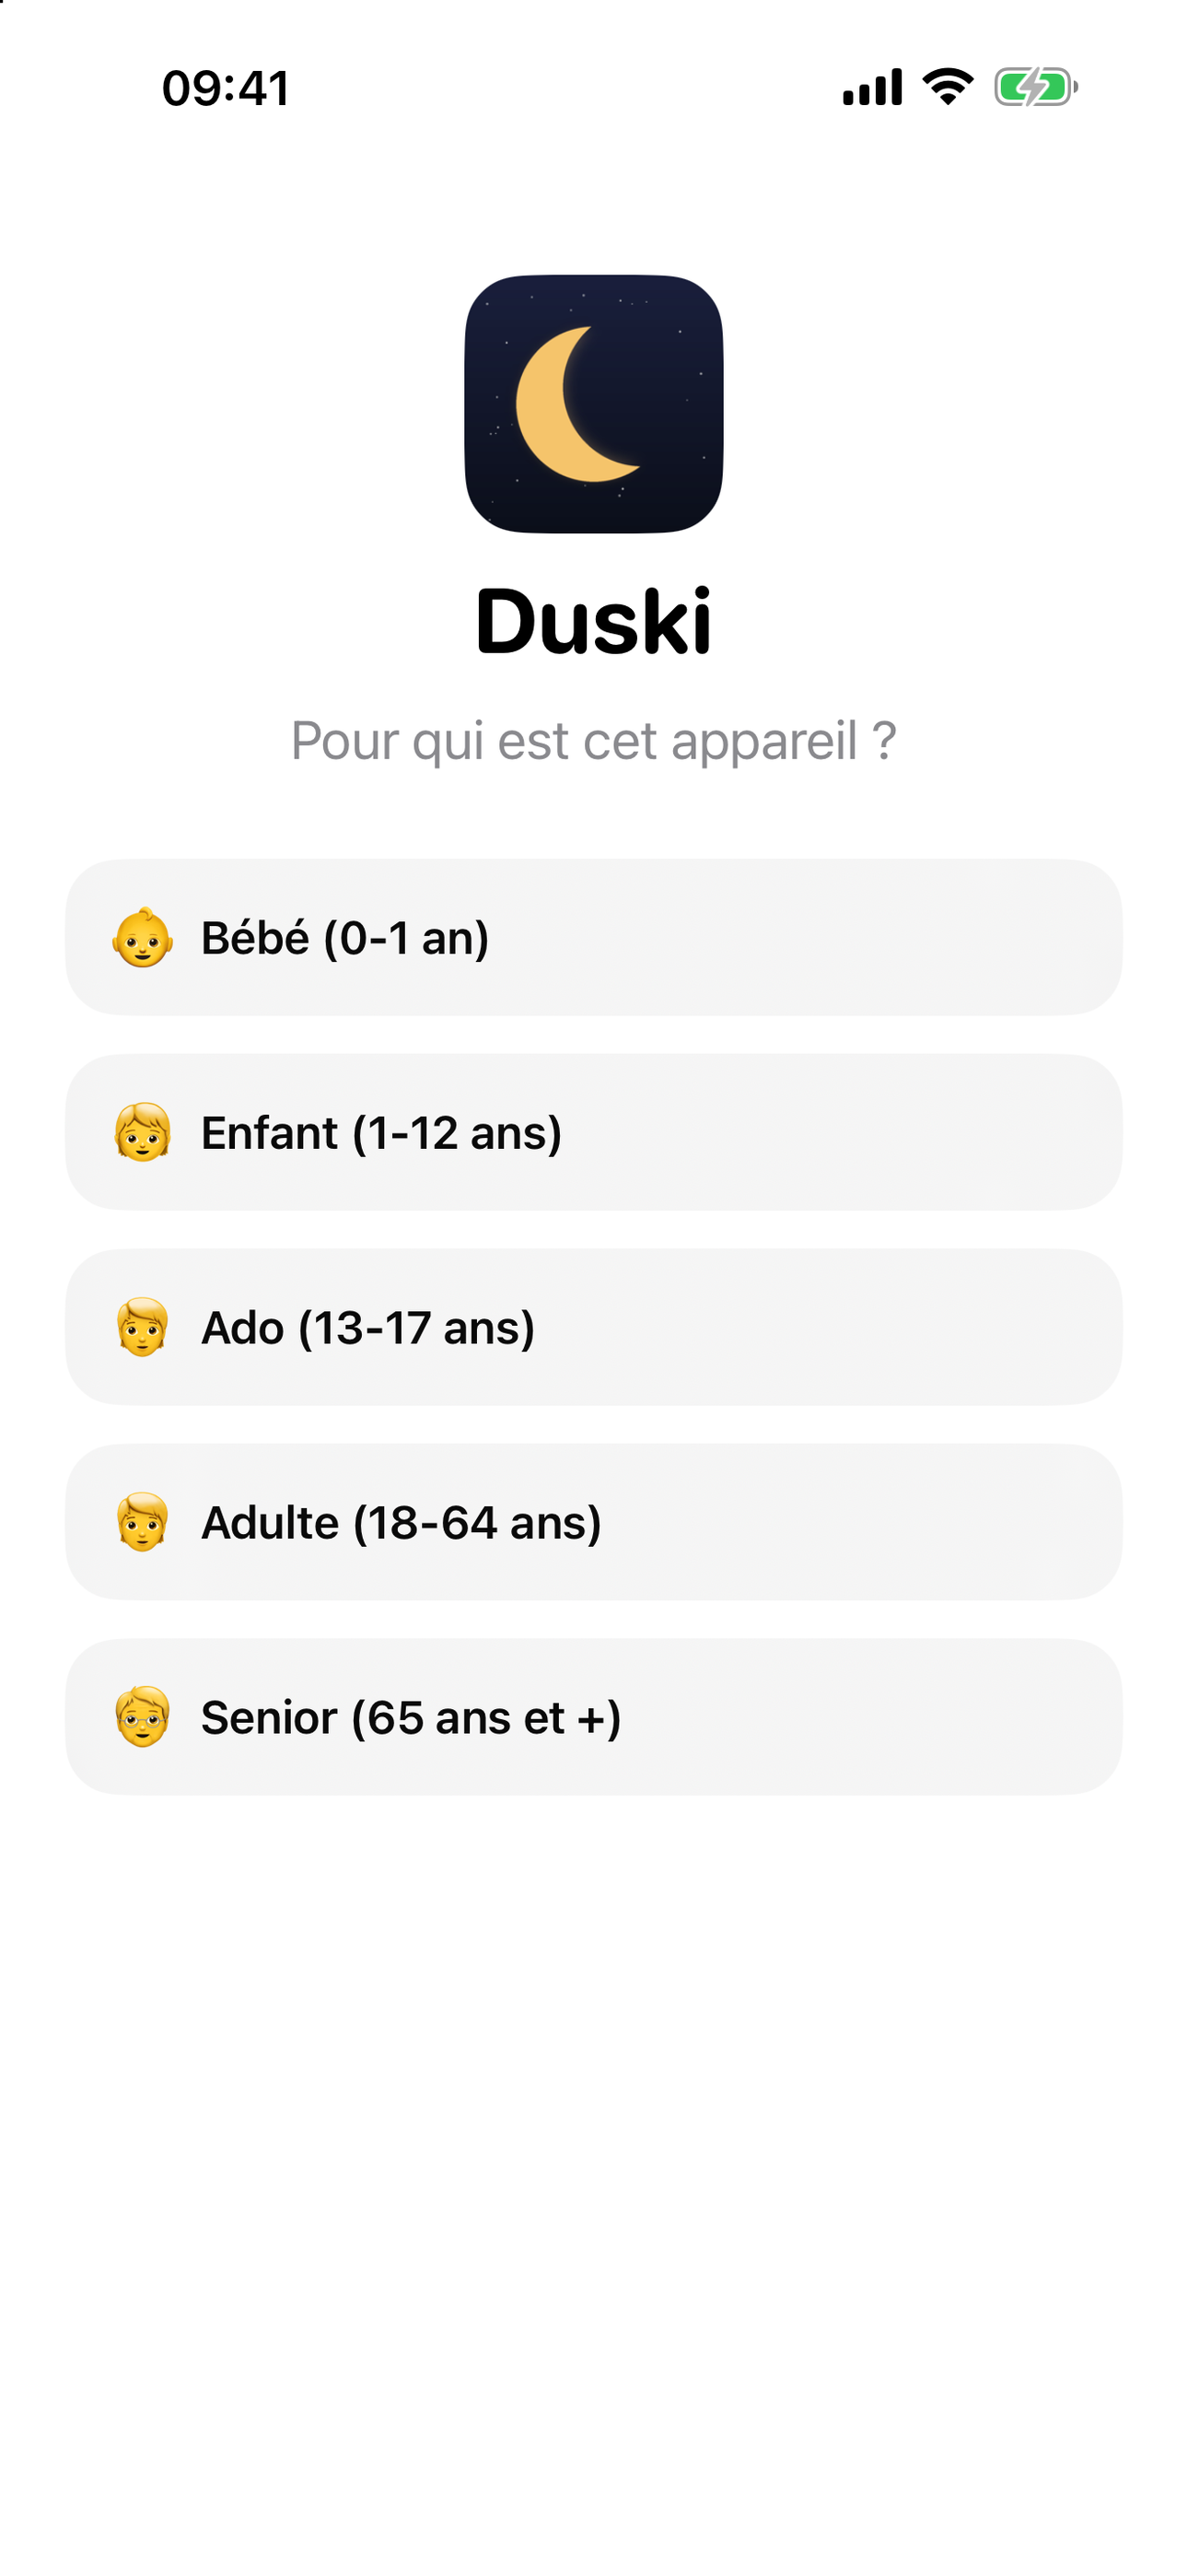 09:41
Duski
Pour qui est cet appareil ?
Bébé (0-1 an)
Enfant (1-12 ans)
Ado (13-17 ans)
Adulte (18-64 ans)
Senior (65 ans et +)